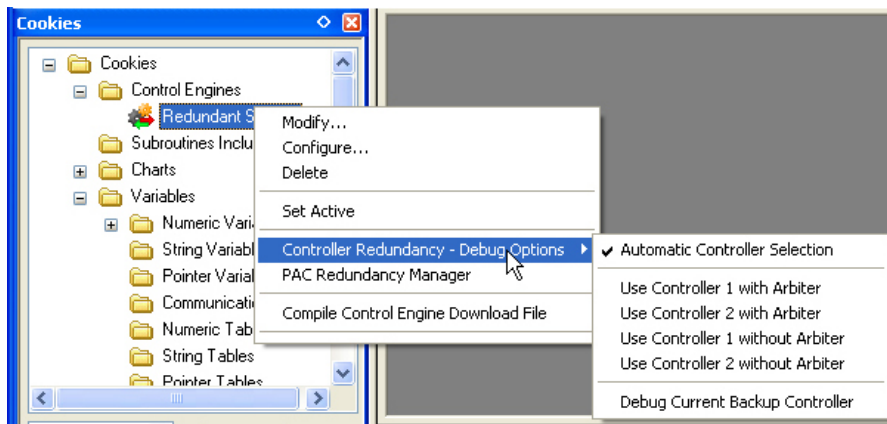 Cookies
Cookies
Control Engines
Redundant S
Subroutines Inclu
Charts
Variables
Numeric Vari
String Variabl
Pointer Variab
Communicati
Numeric Tab
String Tables
Pointer Tables
Modify...
Configure...
Delete
Set Active
Controller Redundancy - Debug Options
PAC Redundancy Manager
Compile Control Engine Download File
Automatic Controller Selection
Use Controller 1 with Arbiter
Use Controller 2 with Arbiter
Use Controller 1 without Arbiter
Use Controller 2 without Arbiter
Debug Current Backup Controller